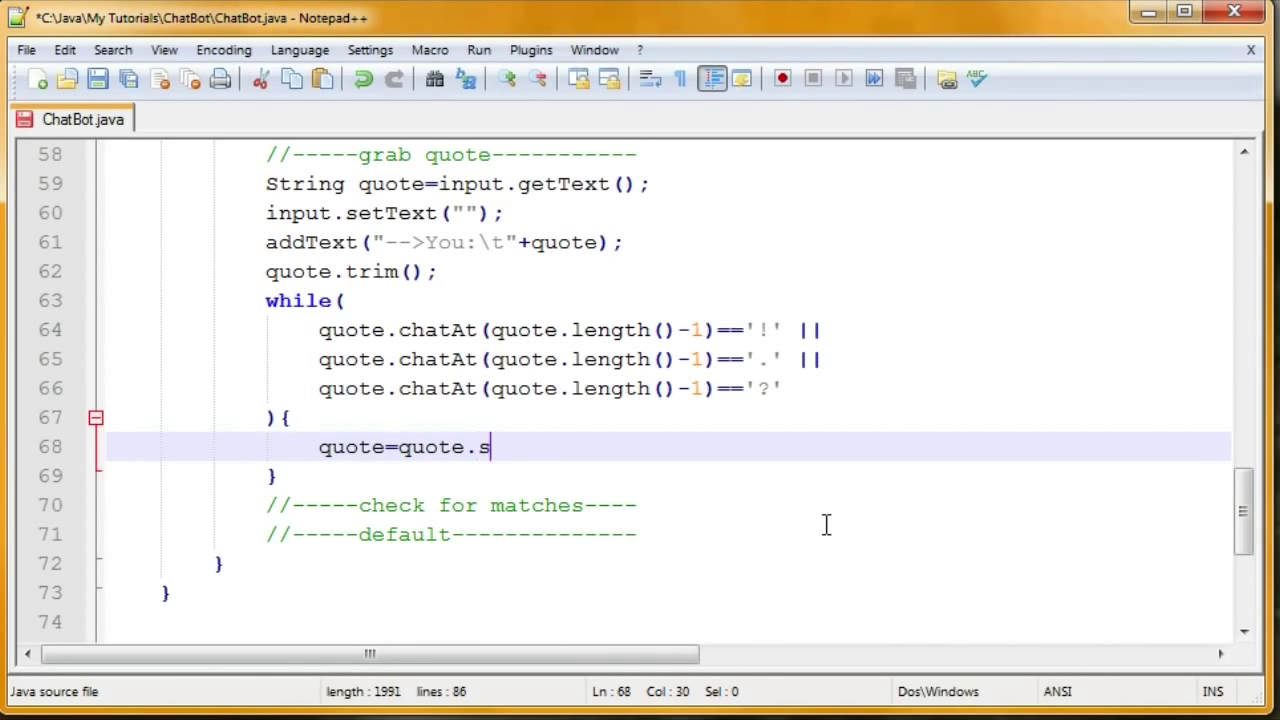 *C:\Java\My Tutorials\ChatBot\ChatBot.java - Notepad++
File Edit Search View Encoding Language Settings Macro Run Plugins Window ? X
ChatBot.java
58 //-----grab quote-----------
59 String quote=input.getText();
60 input.setText("");
61 addText("-->You:\t"+quote);
62 quote.trim();
63 while(
64 quote.chatAt(quote.length()-1)=='!' ||
65 quote.chatAt(quote.length()-1)=='.' ||
66 quote.chatAt(quote.length()-1)=='?'
67 ){
68 quote=quote.s
69 }
70 //-----check for matches----
71 //-----default--------------
72 }
73 }
74
Java source file length : 1991 lines : 86 Ln : 68 Col : 30 Sel : 0 Dos\Windows ANSI INS